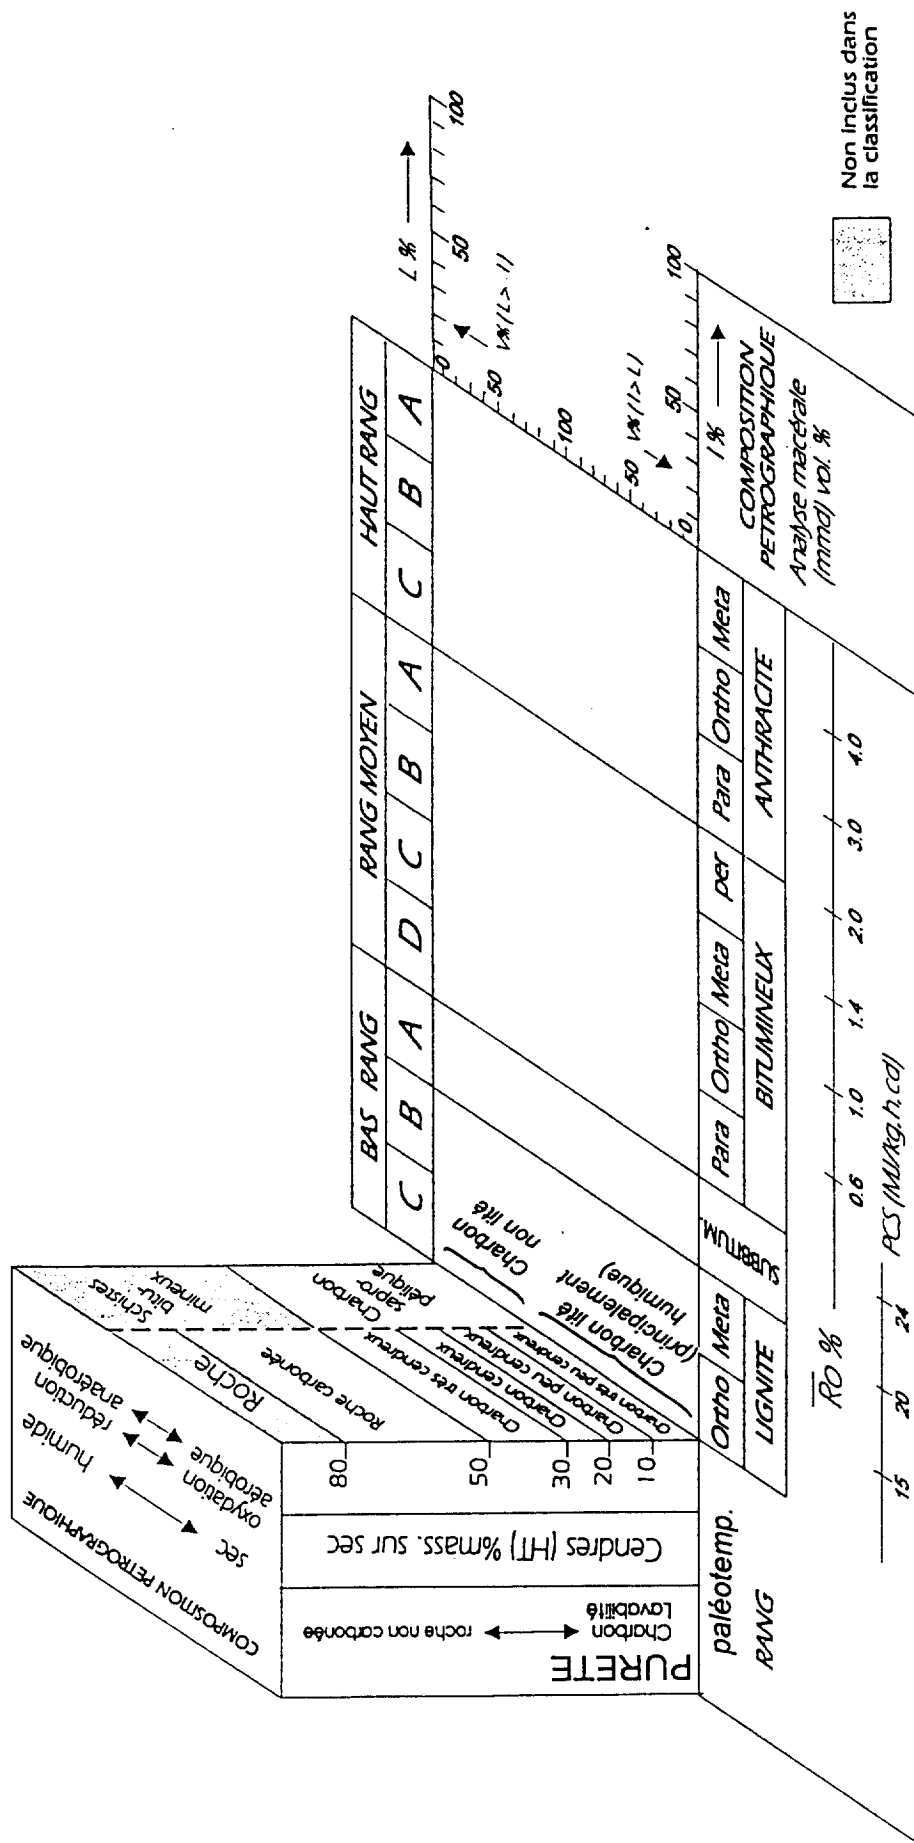 COMPOSITION PETROGRAPHIQUE
sec
humide
oxydation
réduction
aérobique
anaérobique
Schistes
bitu-
mineux
Roche
Roche carbonée
Charbon
sapro-
pélique
Charbon très cendreux
Charbon cendreux
Charbon peu cendreux
Charbon très peu cendreux
Charbon
non lité
Charbon lité
(principalement
humique)
80
50
30
20
10
Cendres (HT) %mass. sur sec
PURETE
Charbon
Lavabilité
roche non carbonée
BAS RANG
RANG MOYEN
HAUT RANG
C B A D C B A C B A
L %
0 50 100
V% (L> I)
50
100
V% (I> L)
50
0 50 100
I %
COMPOSITION
PETROGRAPHIQUE
Analyse macérale
(mmd) vol. %
paléotemp.
RANG
Ortho Meta
LIGNITE
SUBBITUM.
Para Ortho Meta per
BITUMINEUX
Para Ortho Meta
ANTHRACITE
Ro %
0.6 1.0 1.4 2.0 3.0 4.0
15 20 24 PCS (MJ/kg.h.cd)
Non inclus dans
la classification